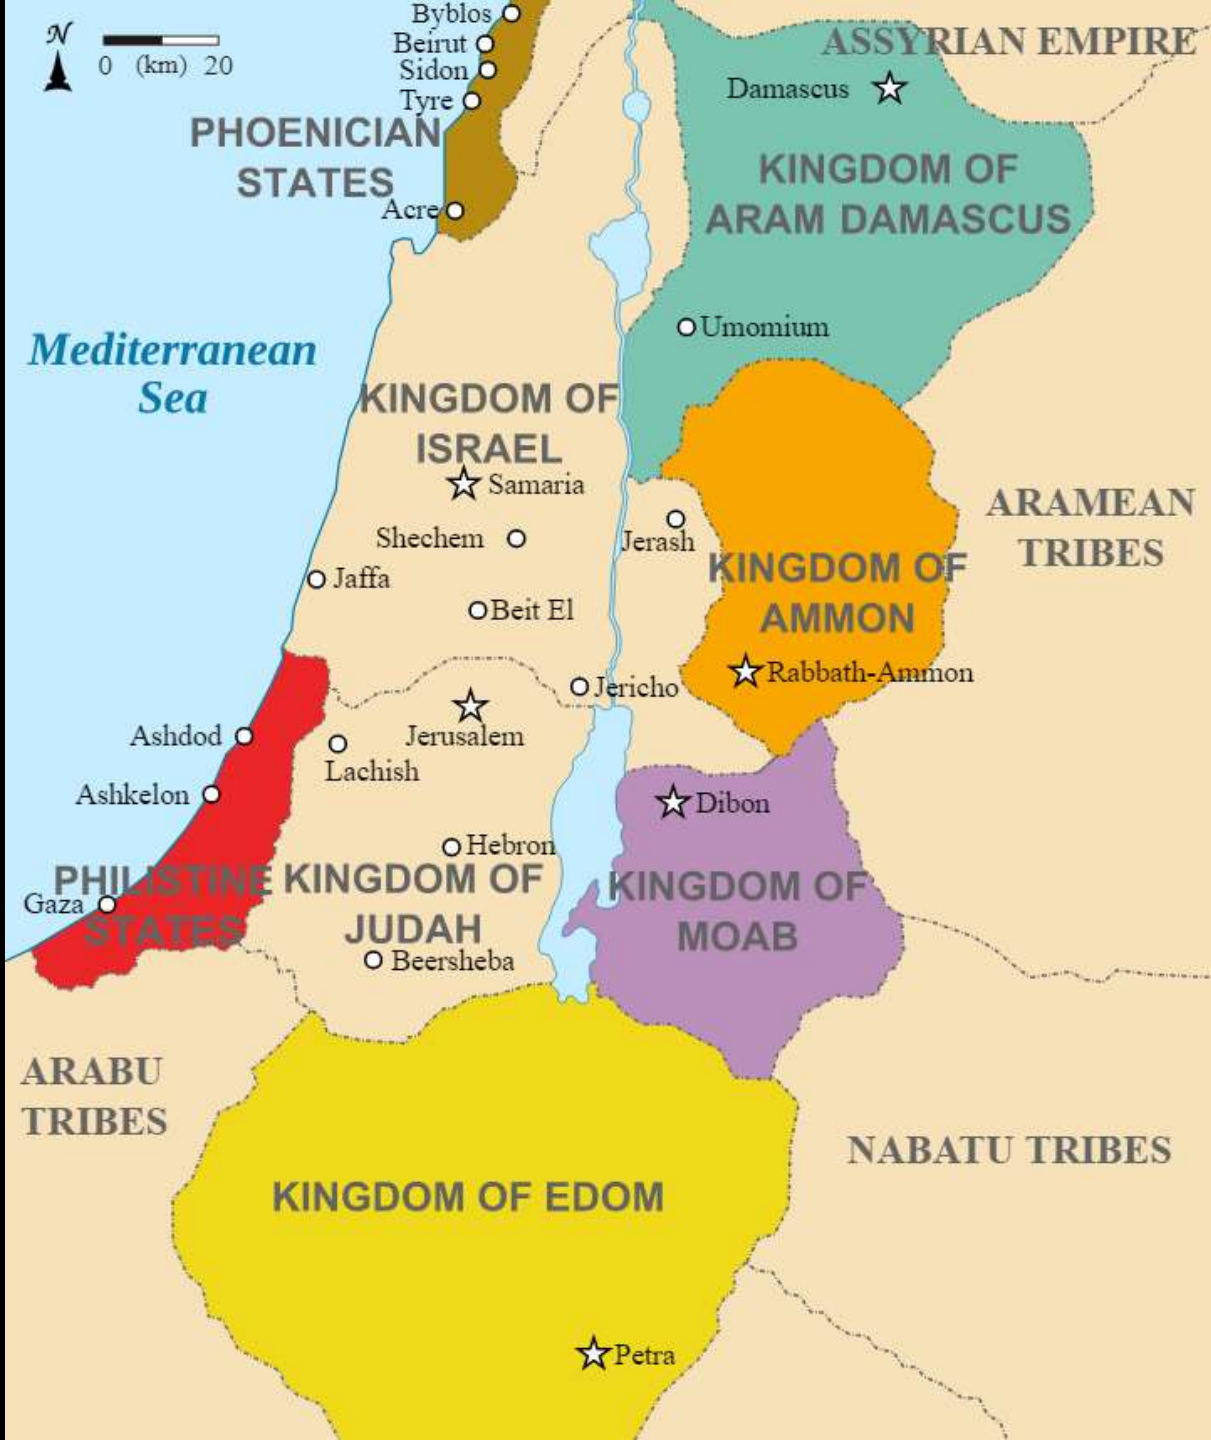 N
0 (km) 20
Byblos
Beirut
Sidon
Tyre
PHOENICIAN
STATES
Acre
ASSYRIAN EMPIRE
Damascus
KINGDOM OF
ARAM DAMASCUS
Umomium
Mediterranean
Sea
KINGDOM OF
ISRAEL
Samaria
Shechem
Jaffa
Beit El
Jerash
Jericho
KINGDOM OF
AMMON
Rabbath-Ammon
ARAMEAN
TRIBES
Ashdod
Ashkelon
Gaza
PHILISTINE
STATES
Jerusalem
Lachish
Hebron
KINGDOM OF
JUDAH
Beersheba
Dibon
KINGDOM OF
MOAB
ARABU
TRIBES
NABATU TRIBES
KINGDOM OF EDOM
Petra